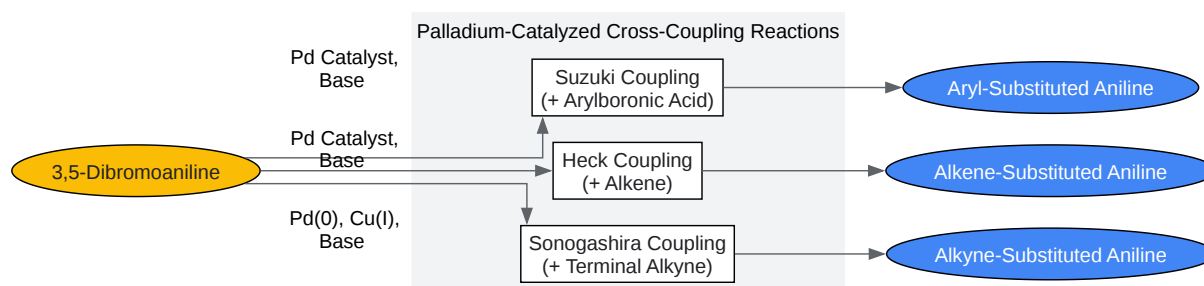 Palladium-Catalyzed Cross-Coupling Reactions
Pd Catalyst,
Base
Suzuki Coupling
(+ Arylboronic Acid)
Aryl-Substituted Aniline
3,5-Dibromoaniline
Pd Catalyst,
Base
Heck Coupling
(+ Alkene)
Alkene-Substituted Aniline
Pd(0), Cu(I),
Base
Sonogashira Coupling
(+ Terminal Alkyne)
Alkyne-Substituted Aniline